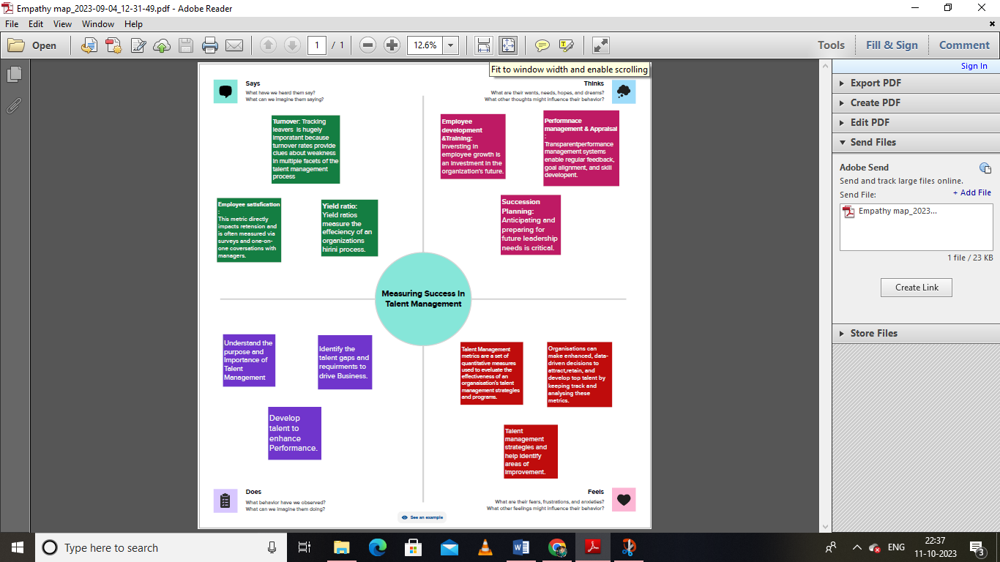 Empathy map_2023-09-04_12-31-49.pdf - Adobe Reader
File Edit View Window Help
Open 1 / 1 12.6% Tools Fill & Sign Comment
Fit to window width and enable scrolling
Sign In
Export PDF
Create PDF
Edit PDF
Send Files
Adobe Send
Send and track large files online.
Send File:
+ Add File
Empathy map_2023...
1 file / 23 KB
Create Link
Store Files
Says
What have we heard them say?
What can we imagine them saying?
Thinks
What are their wants, needs, hopes, and dreams?
What other thoughts might influence their behavior?
Turnover: Tracking
leavers is hugely
imporatant because
turnover rates provide
clues about weakness
in multiple facets of the
talent management
process
Employee satisfication
:
This metric directly
impacts retension and
is often measured via
surveys and one-on-
one coversations with
managers.
Yield ratio:
Yield ratios
measure the
effeciency of an
organizations
hirini process.
Employee
development
&Training:
Inversting in
employee growth is
an investment in the
organization's future.
Performnace
management & Appraisal
:
Transparentperformance
management systems
enable regular feedback,
goal alignment, and skill
developent.
Succession
Planning:
Anticipating and
preparing for
future leadership
needs is critical.
Measuring Success In
Talent Management
Understand the
purpose and
Importance of
Talent
Management
Identify the
talent gaps and
requirments to
drive Business.
Develop
talent to
enhance
Performance.
Talent Management
metrics are a set of
quantitative measures
used to evaluate the
effectiveness of an
organaisation's talent
management strategies
and programs.
Organisations can
make enhanced, data-
driven decisions to
attract,retain, and
develop top talent by
keeping track and
analysing these
metrics.
Talent
management
strategies and
help identify
areas of
improvement.
Does
What behavior have we observed?
What can we imagine them doing?
Feels
What are their fears, frustrations, and anxieties?
What other feelings might influence their behavior?
See an example
Type here to search
ENG
22:37
11-10-2023
3